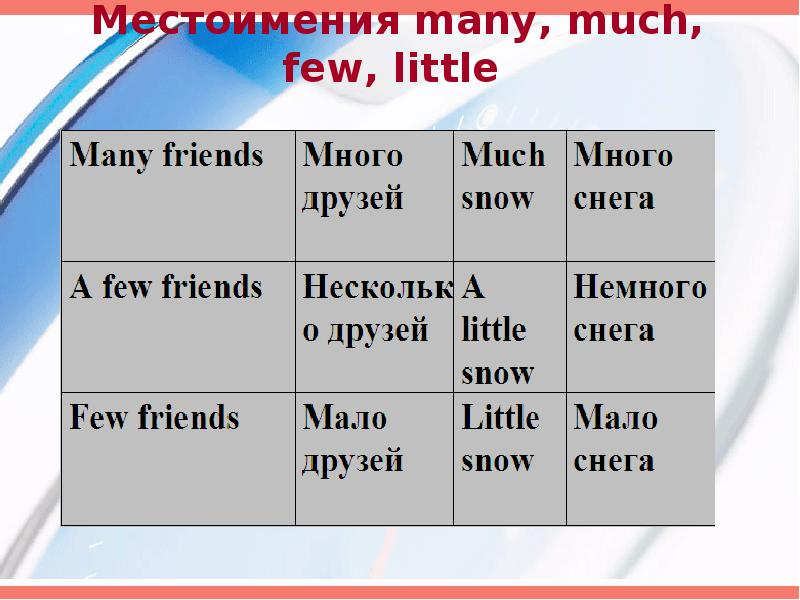 Местоимения many, much,
few, little
Many friends
Много
друзей
Much
snow
Много
снега
A few friends
Нескольк
о друзей
A
little
snow
Немного
снега
Few friends
Мало
друзей
Little
snow
Мало
снега